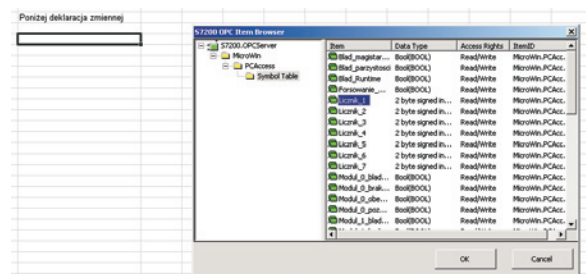 Poniżej deklaracja zmiennej
S7200 OPC Item Browser
S7200.OPCServer
MicroWin
PCAccess
Symbol Table
Item Data Type Access Rights ItemID
Blad_magistar... Bool(BOOL) Read/Write MicroWin.PCAcc.
Blad_parzystosci Bool(BOOL) Read/Write MicroWin.PCAcc.
Blad_Runtime Bool(BOOL) Read/Write MicroWin.PCAcc.
Forsowanie_... Bool(BOOL) Read/Write MicroWin.PCAcc.
Licznik_1 2 byte signed in... Read/Write MicroWin.PCAcc.
Licznik_2 2 byte signed in... Read/Write MicroWin.PCAcc.
Licznik_3 2 byte signed in... Read/Write MicroWin.PCAcc.
Licznik_4 2 byte signed in... Read/Write MicroWin.PCAcc.
Licznik_5 2 byte signed in... Read/Write MicroWin.PCAcc.
Licznik_6 2 byte signed in... Read/Write MicroWin.PCAcc.
Licznik_7 2 byte signed in... Read/Write MicroWin.PCAcc.
Modul_0_blad... Bool(BOOL) Read/Write MicroWin.PCAcc.
Modul_0_brak... Bool(BOOL) Read/Write MicroWin.PCAcc.
Modul_0_obe... Bool(BOOL) Read/Write MicroWin.PCAcc.
Modul_0_poz... Bool(BOOL) Read/Write MicroWin.PCAcc.
Modul_1_blad... Bool(BOOL) Read/Write MicroWin.PCAcc.
OK Cancel